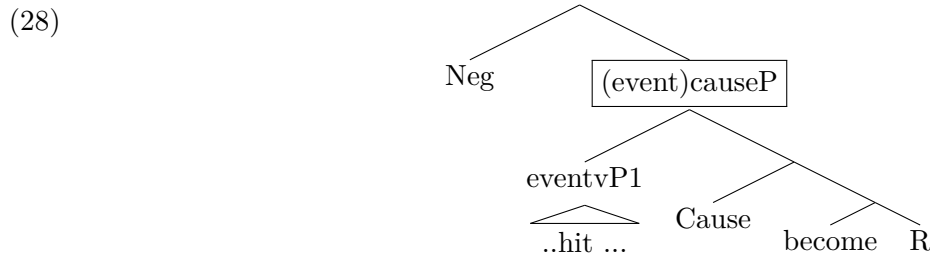 (28)
Neg
(event)causeP
eventvP1
..hit ...
Cause
become R